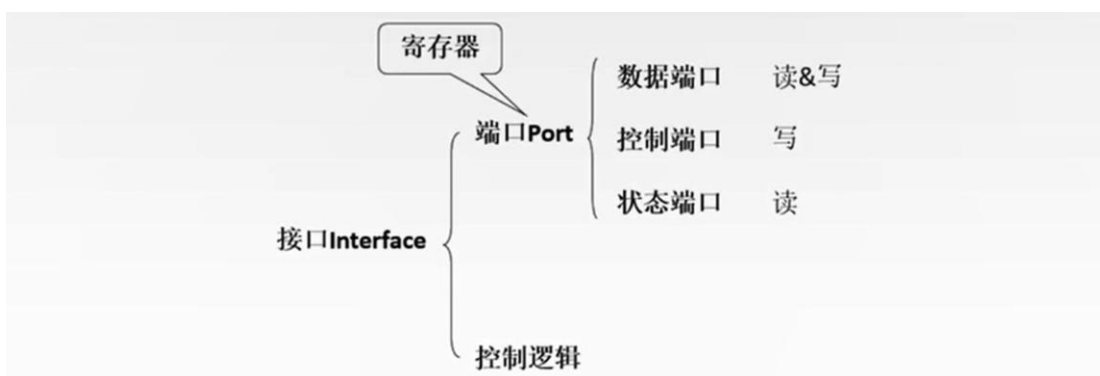 寄存器
数据端口 读&写
端口Port
控制端口 写
状态端口 读
接口Interface
控制逻辑